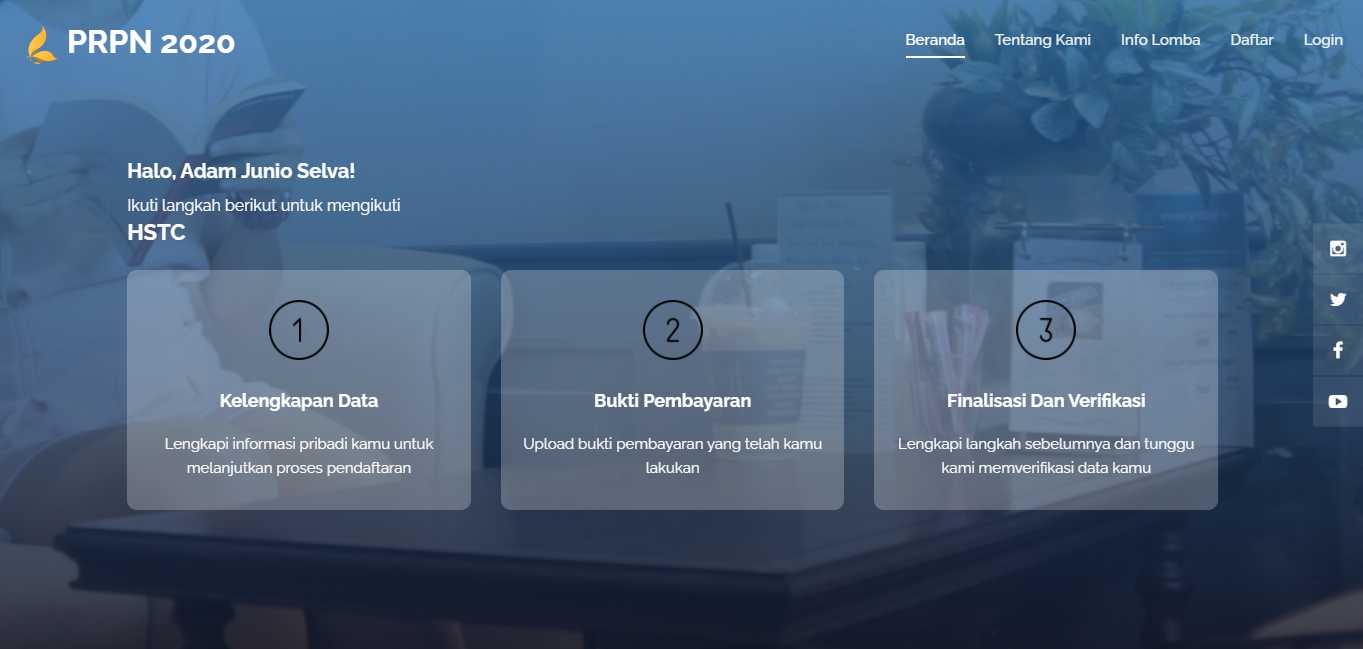 PRPN 2020
Beranda Tentang Kami Info Lomba Daftar Login
Halo, Adam Junio Selva!
Ikuti langkah berikut untuk mengikuti
HSTC
1
Kelengkapan Data
Lengkapi informasi pribadi kamu untuk
melanjutkan proses pendaftaran
2
Bukti Pembayaran
Upload bukti pembayaran yang telah kamu
lakukan
3
Finalisasi Dan Verifikasi
Lengkapi langkah sebelumnya dan tunggu
kami memverifikasi data kamu